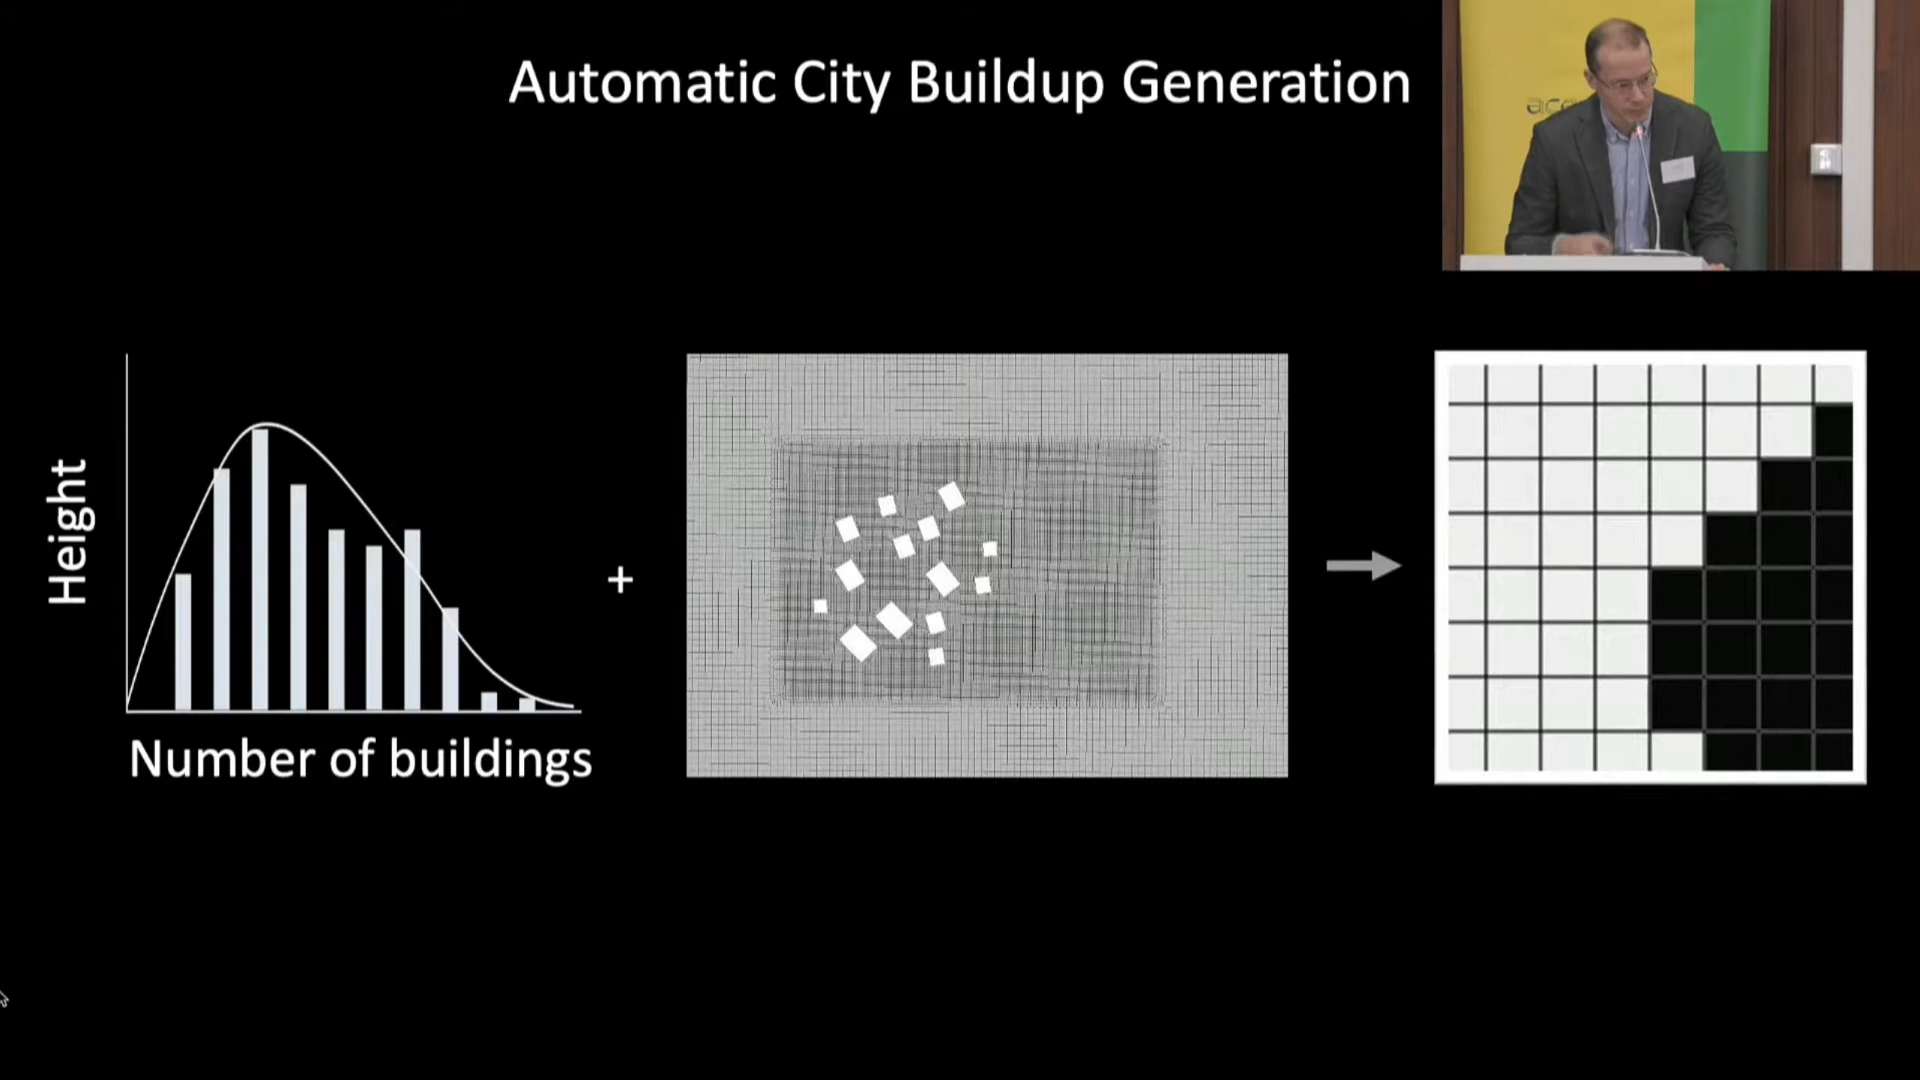 Automatic City Buildup Generation
Height
+
Number of buildings